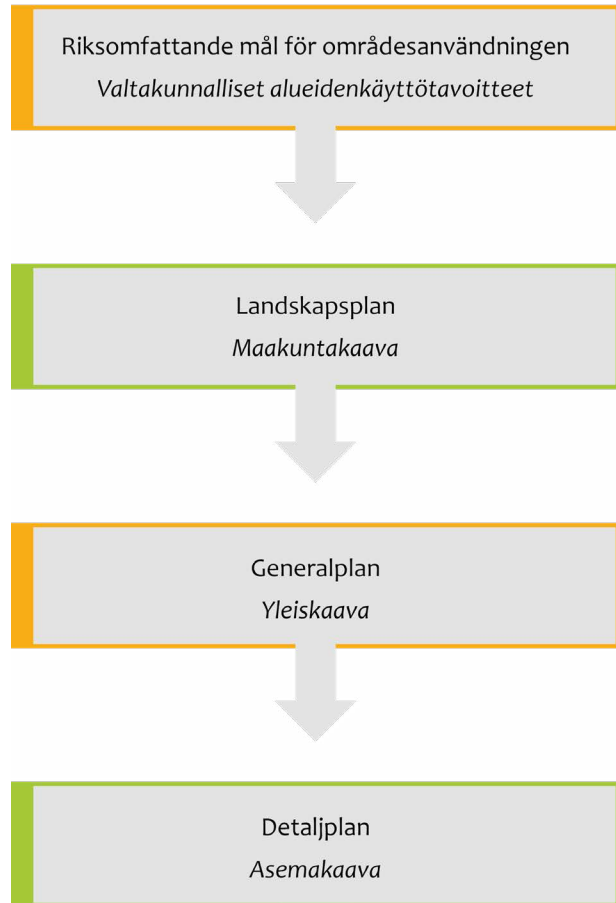 Riksomfattande mål för områdesanvändningen
Valtakunnalliset alueidenkäyttötavoitteet
Landskapsplan
Maakuntakaava
Generalplan
Yleiskaava
Detaljplan
Asemakaava